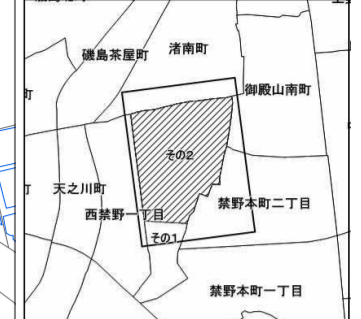 渚南町
磯島茶屋町
御殿山南町
町
その2
天之川町
禁野本町二丁目
西禁野一丁目
その1
禁野本町一丁目